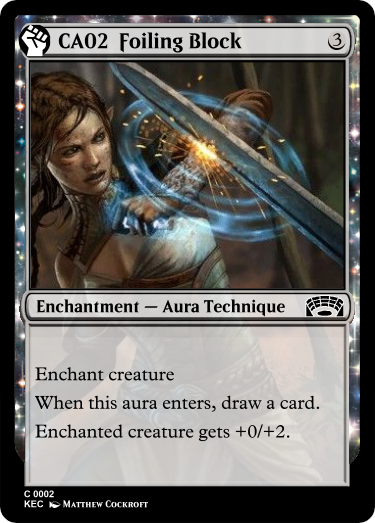 CA02 Foiling Block 3
Enchantment — Aura Technique
Enchant creature
When this aura enters, draw a card.
Enchanted creature gets +0/+2.
C 0002
KEC Matthew Cockroft